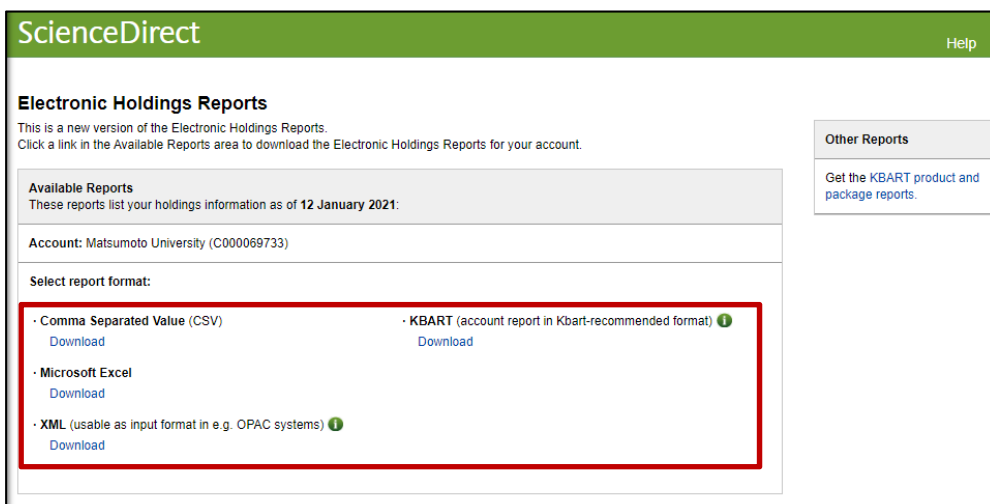 ScienceDirect
Help
Electronic Holdings Reports
This is a new version of the Electronic Holdings Reports.
Click a link in the Available Reports area to download the Electronic Holdings Reports for your account.
Available Reports
These reports list your holdings information as of 12 January 2021:
Account: Matsumoto University (C000069733)
Select report format:
· Comma Separated Value (CSV)
Download
· Microsoft Excel
Download
· XML (usable as input format in e.g. OPAC systems) i
Download
· KBART (account report in Kbart-recommended format) i
Download
Other Reports
Get the KBART product and
package reports.